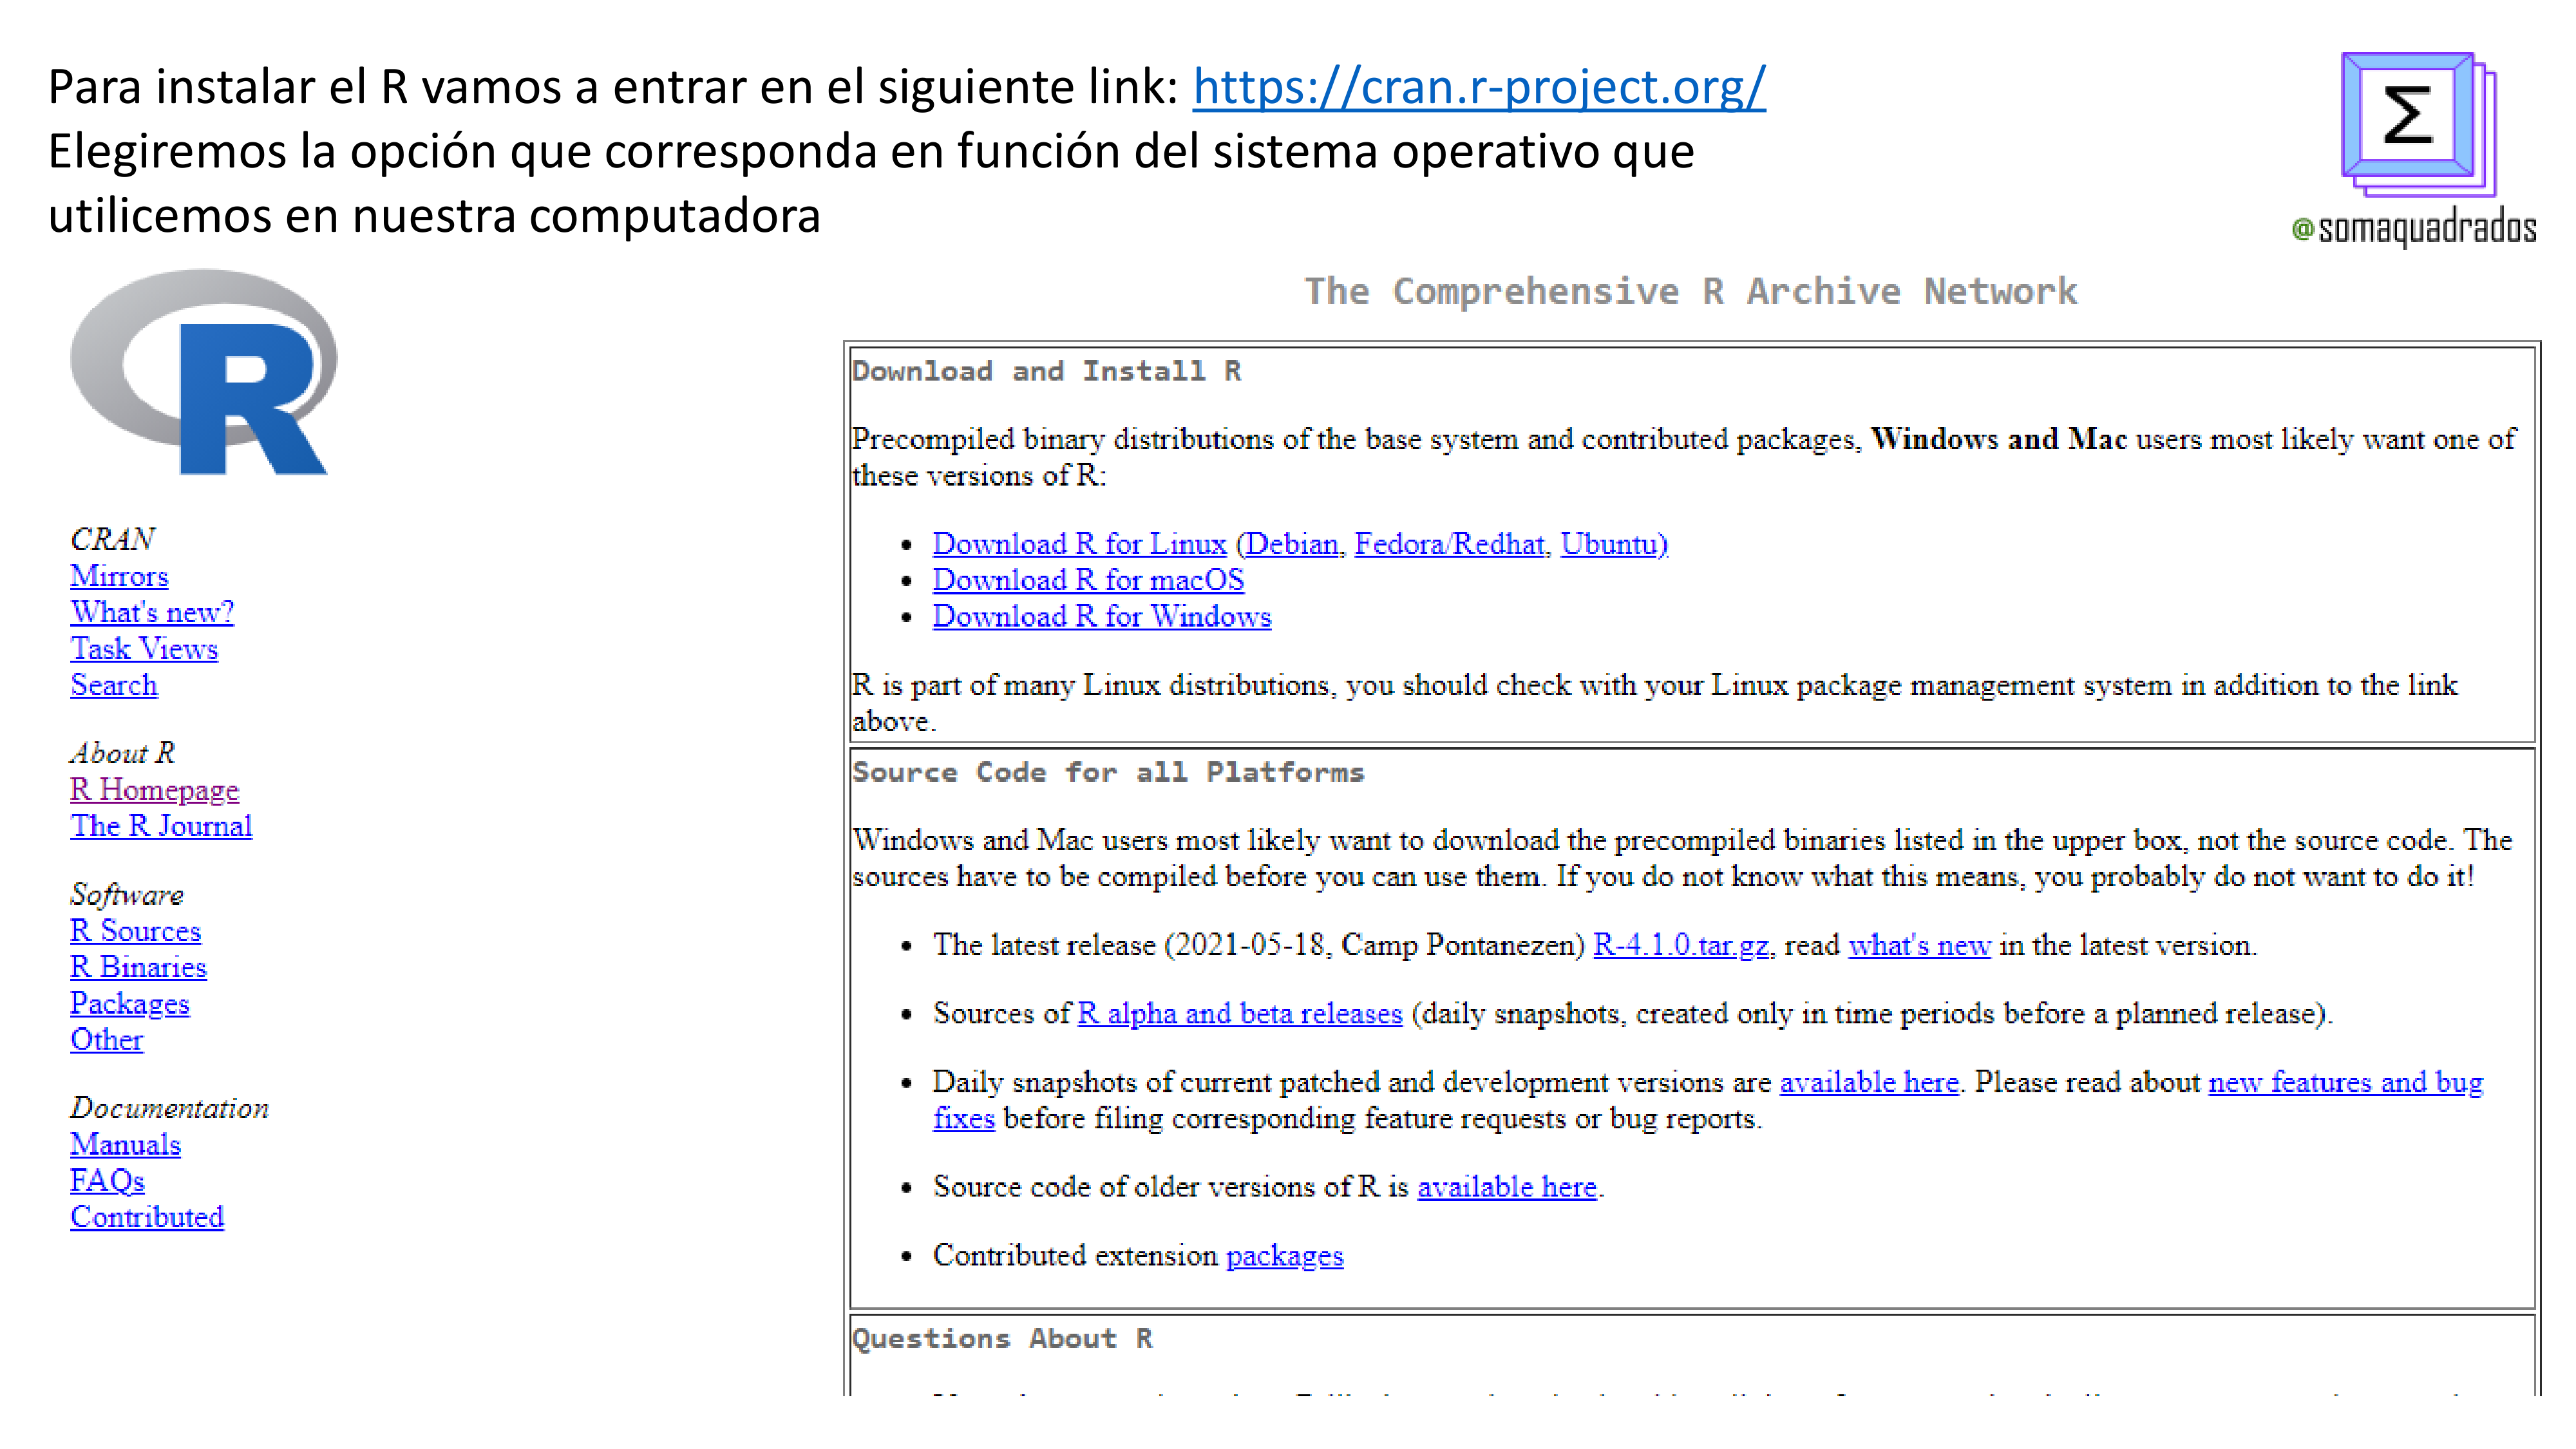 Para instalar el R vamos a entrar en el siguiente link: https://cran.r-project.org/
Elegiremos la opción que corresponda en función del sistema operativo que
utilicemos en nuestra computadora
Σ
@somaquadrados
R
CRAN
Mirrors
What's new?
Task Views
Search
About R
R Homepage
The R Journal
Software
R Sources
R Binaries
Packages
Other
Documentation
Manuals
FAQs
Contributed
The Comprehensive R Archive Network
Download and Install R
Precompiled binary distributions of the base system and contributed packages, Windows and Mac users most likely want one of
these versions of R:
• Download R for Linux (Debian, Fedora/Redhat, Ubuntu)
• Download R for macOS
• Download R for Windows
R is part of many Linux distributions, you should check with your Linux package management system in addition to the link
above.
Source Code for all Platforms
Windows and Mac users most likely want to download the precompiled binaries listed in the upper box, not the source code. The
sources have to be compiled before you can use them. If you do not know what this means, you probably do not want to do it!
• The latest release (2021-05-18, Camp Pontanezen) R-4.1.0.tar.gz, read what's new in the latest version.
• Sources of R alpha and beta releases (daily snapshots, created only in time periods before a planned release).
• Daily snapshots of current patched and development versions are available here. Please read about new features and bug
fixes before filing corresponding feature requests or bug reports.
• Source code of older versions of R is available here.
• Contributed extension packages
Questions About R